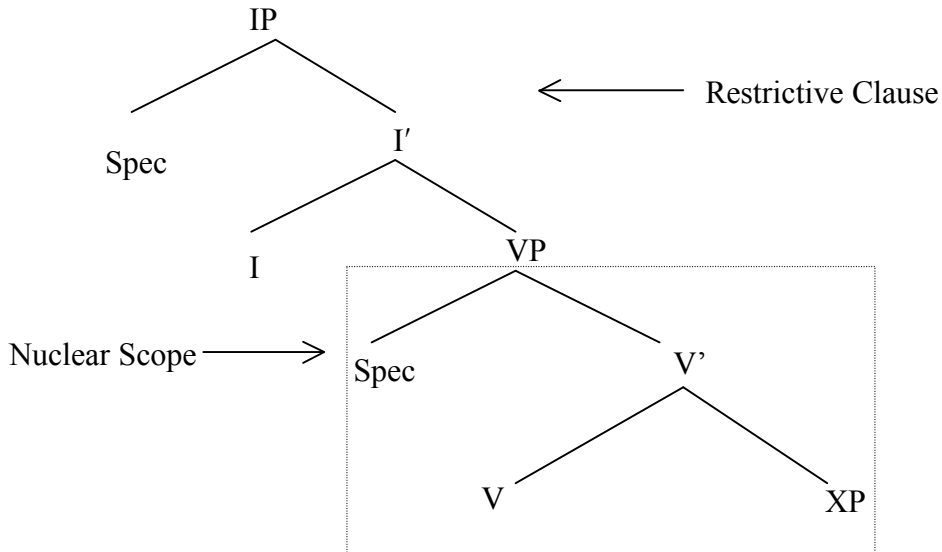 IP
Restrictive Clause
I′
Spec
VP
I
Nuclear Scope
Spec
V’
V
XP